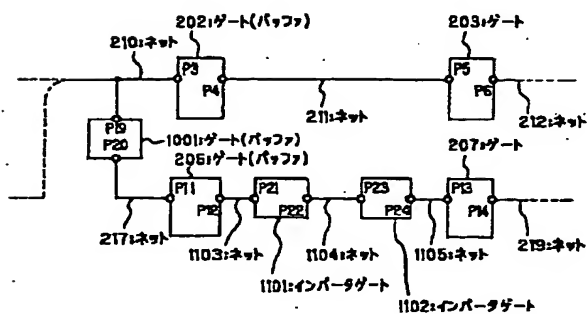 202:ゲート(バッファ)
203:ゲート
210:ネット
P3
P4
P5
P6
211:ネット
212:ネット
P19
P20
1001:ゲート(バッファ)
206:ゲート(バッファ)
207:ゲート
P11
P12
P21
P22
P23
P24
P13
P14
217:ネット
1103:ネット
1104:ネット
1105:ネット
219:ネット
1101:インバータゲート
1102:インバータゲート